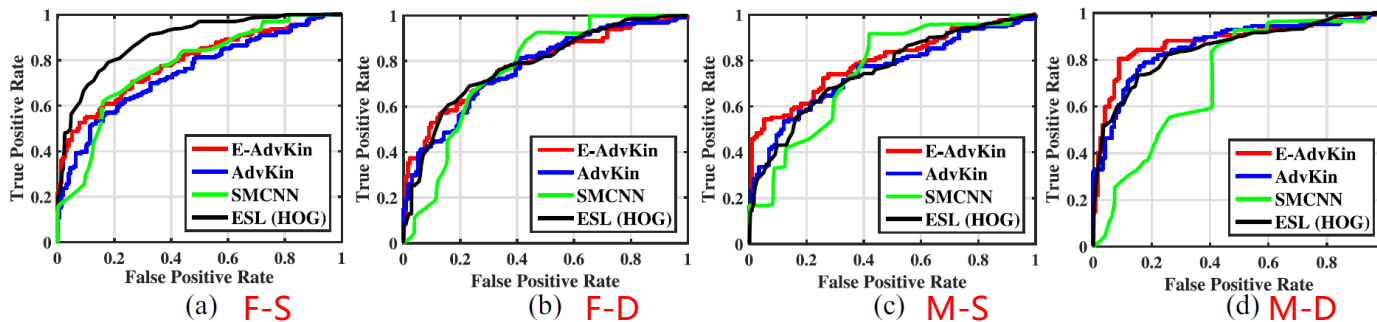 True Positive Rate
1
0.8
0.6
0.4
0.2
0
0 0.2 0.4 0.6 0.8 1
False Positive Rate
E-AdvKin
AdvKin
SMCNN
ESL (HOG)
(a) F-S
True Positive Rate
1
0.8
0.6
0.4
0.2
0
0 0.2 0.4 0.6 0.8 1
False Positive Rate
E-AdvKin
AdvKin
SMCNN
ESL (HOG)
(b) F-D
True Positive Rate
1
0.8
0.6
0.4
0.2
0
0 0.2 0.4 0.6 0.8 1
False Positive Rate
E-AdvKin
AdvKin
SMCNN
ESL (HOG)
(c) M-S
True Positive Rate
1
0.8
0.6
0.4
0.2
0
0 0.2 0.4 0.6 0.8
False Positive Rate
E-AdvKin
AdvKin
SMCNN
ESL (HOG)
(d) M-D